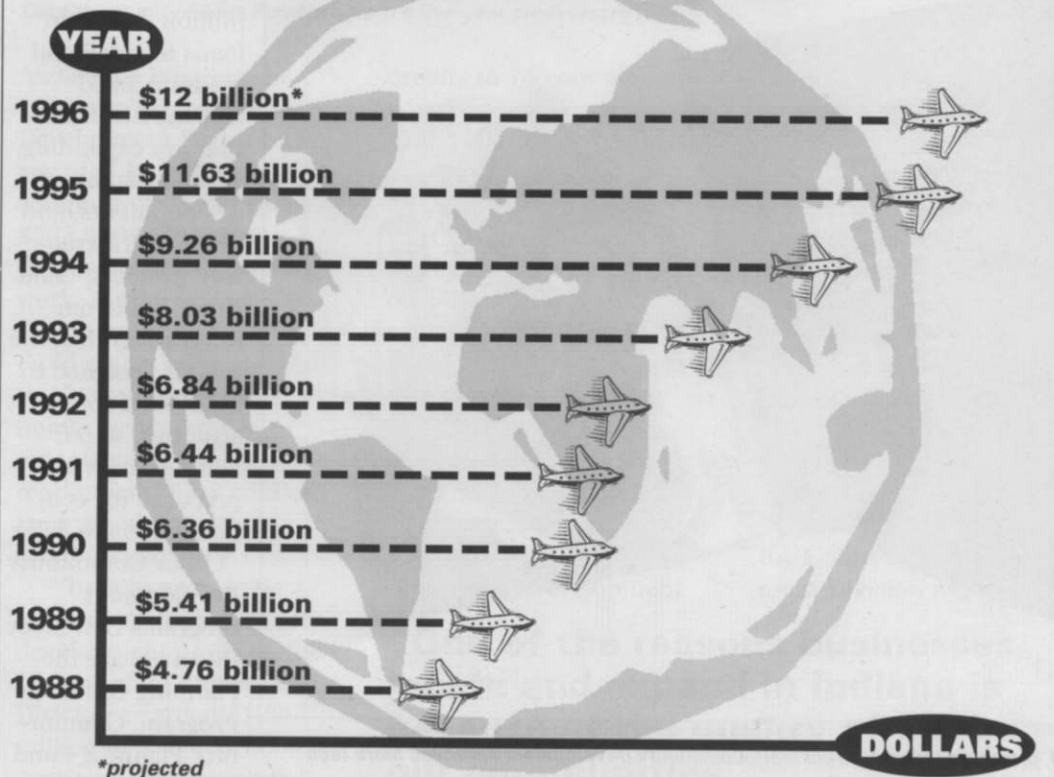 YEAR
1996 $12 billion*
1995 $11.63 billion
1994 $9.26 billion
1993 $8.03 billion
1992 $6.84 billion
1991 $6.44 billion
1990 $6.36 billion
1989 $5.41 billion
1988 $4.76 billion
DOLLARS
*projected